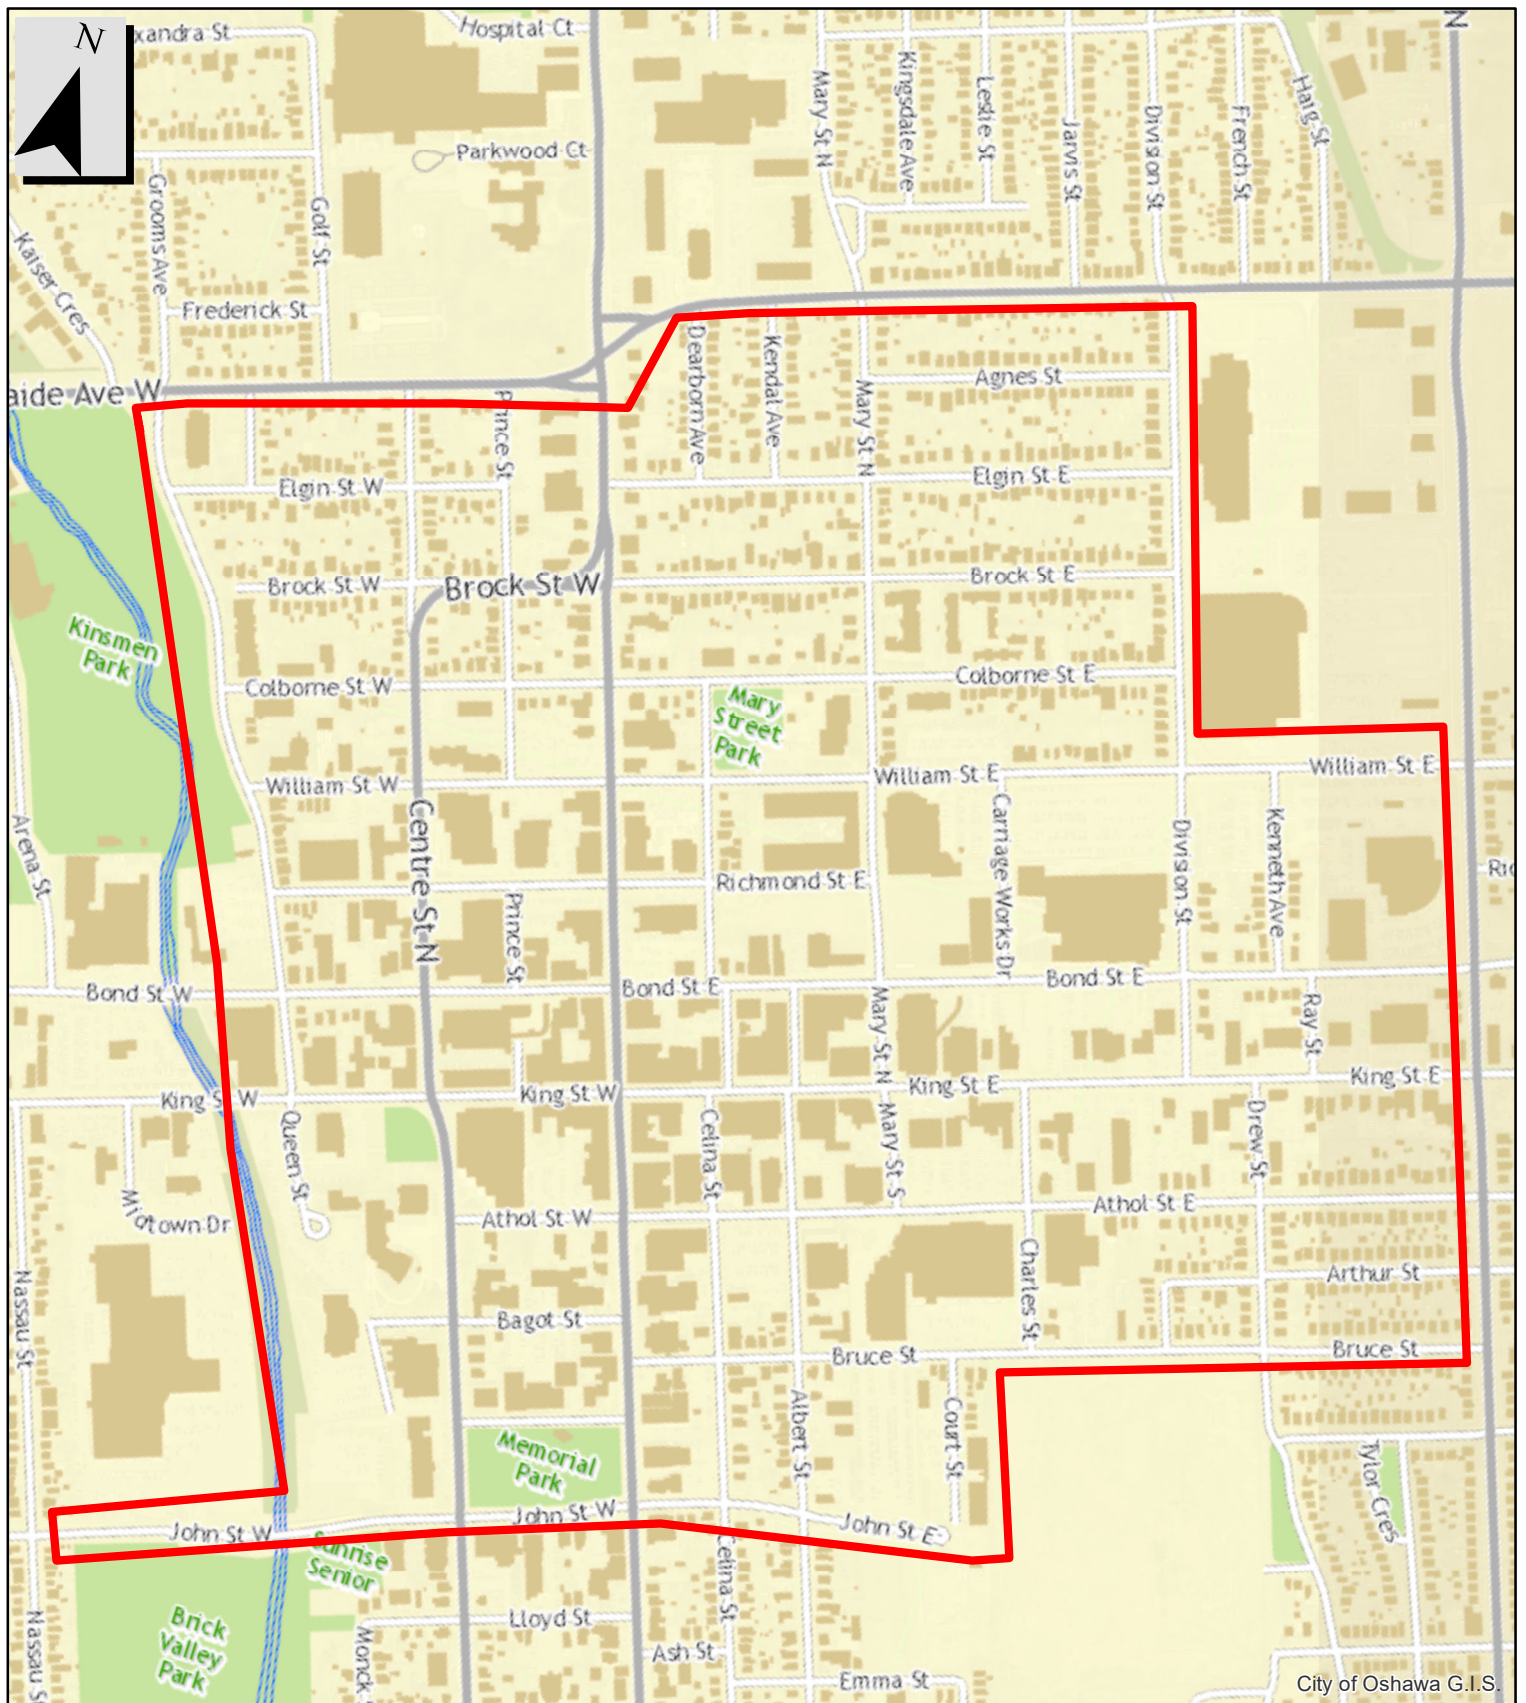 N
xandra St
Hospital Ct
N
Mary St N
Kingsdale Ave
Leslie St
Jarvis St
Division St
French St
Haig St
Parkwood Ct
Grooms Ave
Golf St
Kaiser Cres
Frederick St
aide Ave W
Prince St
Dearborn Ave
Kendal Ave
Mary St N
Agnes St
Elgin St W
Elgin St E
Brock St W
Brock St W
Brock St E
Kinsmen
Park
Colborne St W
Colborne St E
Mary
Street
Park
William St W
William St E
William St E
Arena St
Centre St N
Carriage Works Dr
Division St
Kenneth Ave
Richmond St E
Ric
Prince St
Bond St W
Bond St E
Bond St E
Mary St N
Ray St
King St W
King St W
King St E
King St E
Queen St
Celina St
Mary St S
Drew St
Midtown Dr
Athol St W
Athol St E
Nassau St
Charles St
Arthur St
Bagot St
Bruce St
Bruce St
Albert St
Court St
Memorial
Park
Tylor Cres
John St W
John St W
John St E
Sunrise
Senior
Celina St
Brick
Valley
Park
Nassau S
Monck
Lloyd St
Ash St
Emma St
City of Oshawa G.I.S.